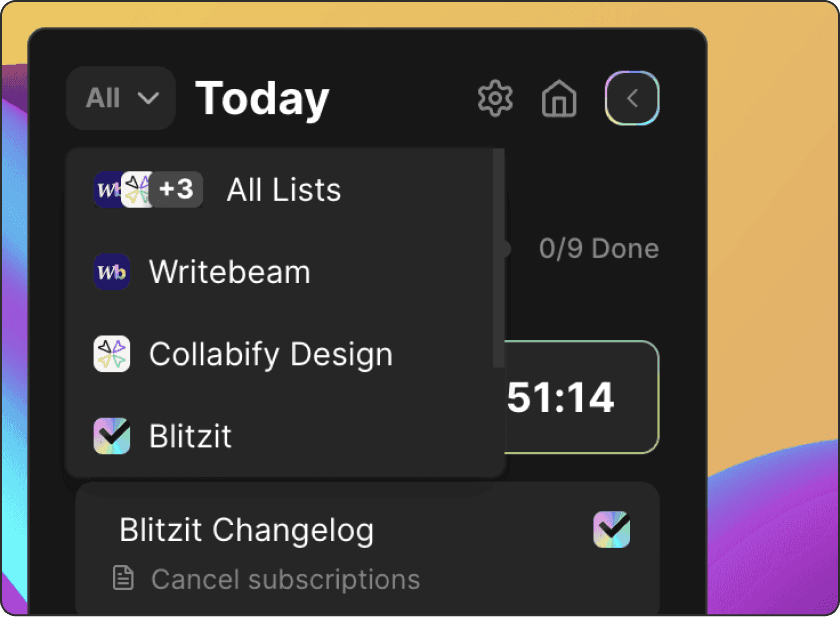 All
Today
Wb +3 All Lists
0/9 Done
Wb Writebeam
Collabify Design
51:14
Blitzit
Blitzit Changelog
Cancel subscriptions